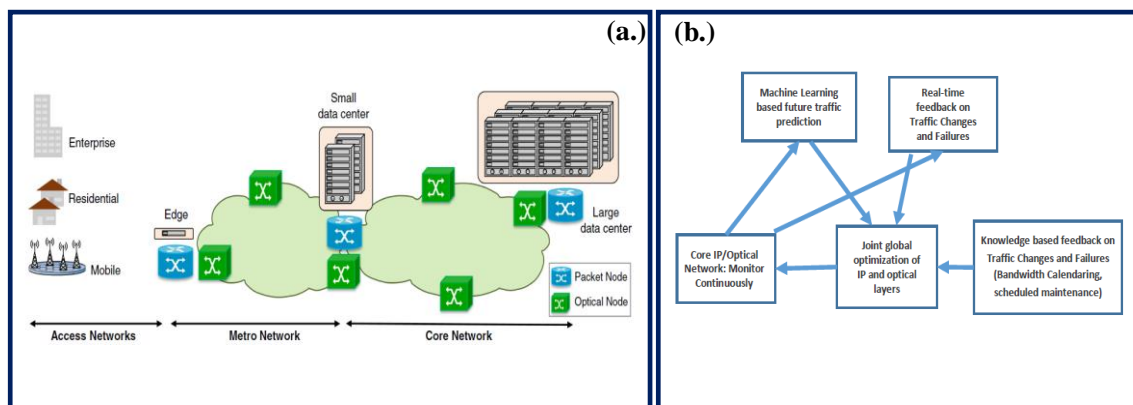 (a.)
Small
data center
Enterprise
Residential
Edge
Large
data center
Mobile
Packet Node
Optical Node
Access Networks
Metro Network
Core Network
(b.)
Machine Learning
based future traffic
prediction
Real-time
feedback on
Traffic Changes
and Failures
Core IP/Optical
Network: Monitor
Continuously
Joint global
optimization of
IP and optical
layers
Knowledge based feedback on
Traffic Changes and Failures
(Bandwidth Calendaring,
scheduled maintenance)